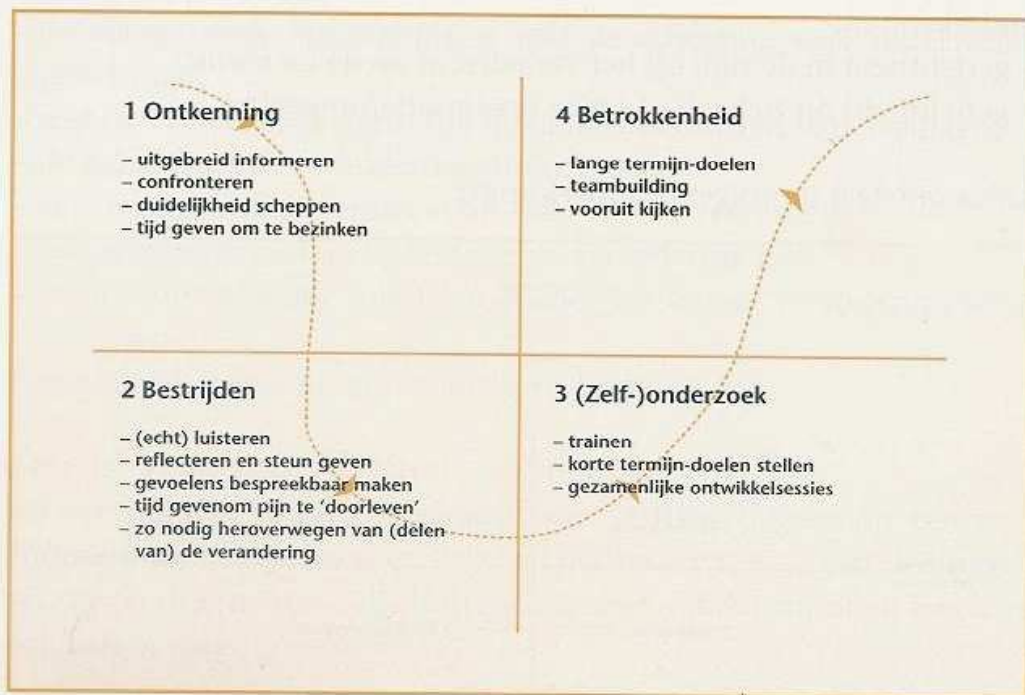 1 Ontkenning
– uitgebreid informeren
– confronteren
– duidelijkheid scheppen
– tijd geven om te bezinken
4 Betrokkenheid
– lange termijn-doelen
– teambuilding
– vooruit kijken
2 Bestrijden
– (echt) luisteren
– reflecteren en steun geven
– gevoelens bespreekbaar maken
– tijd gevenom pijn te ‘doorleven’
– zo nodig heroverwegen van (delen
van) de verandering
3 (Zelf-)onderzoek
– trainen
– korte termijn-doelen stellen
– gezamenlijke ontwikkelsessies